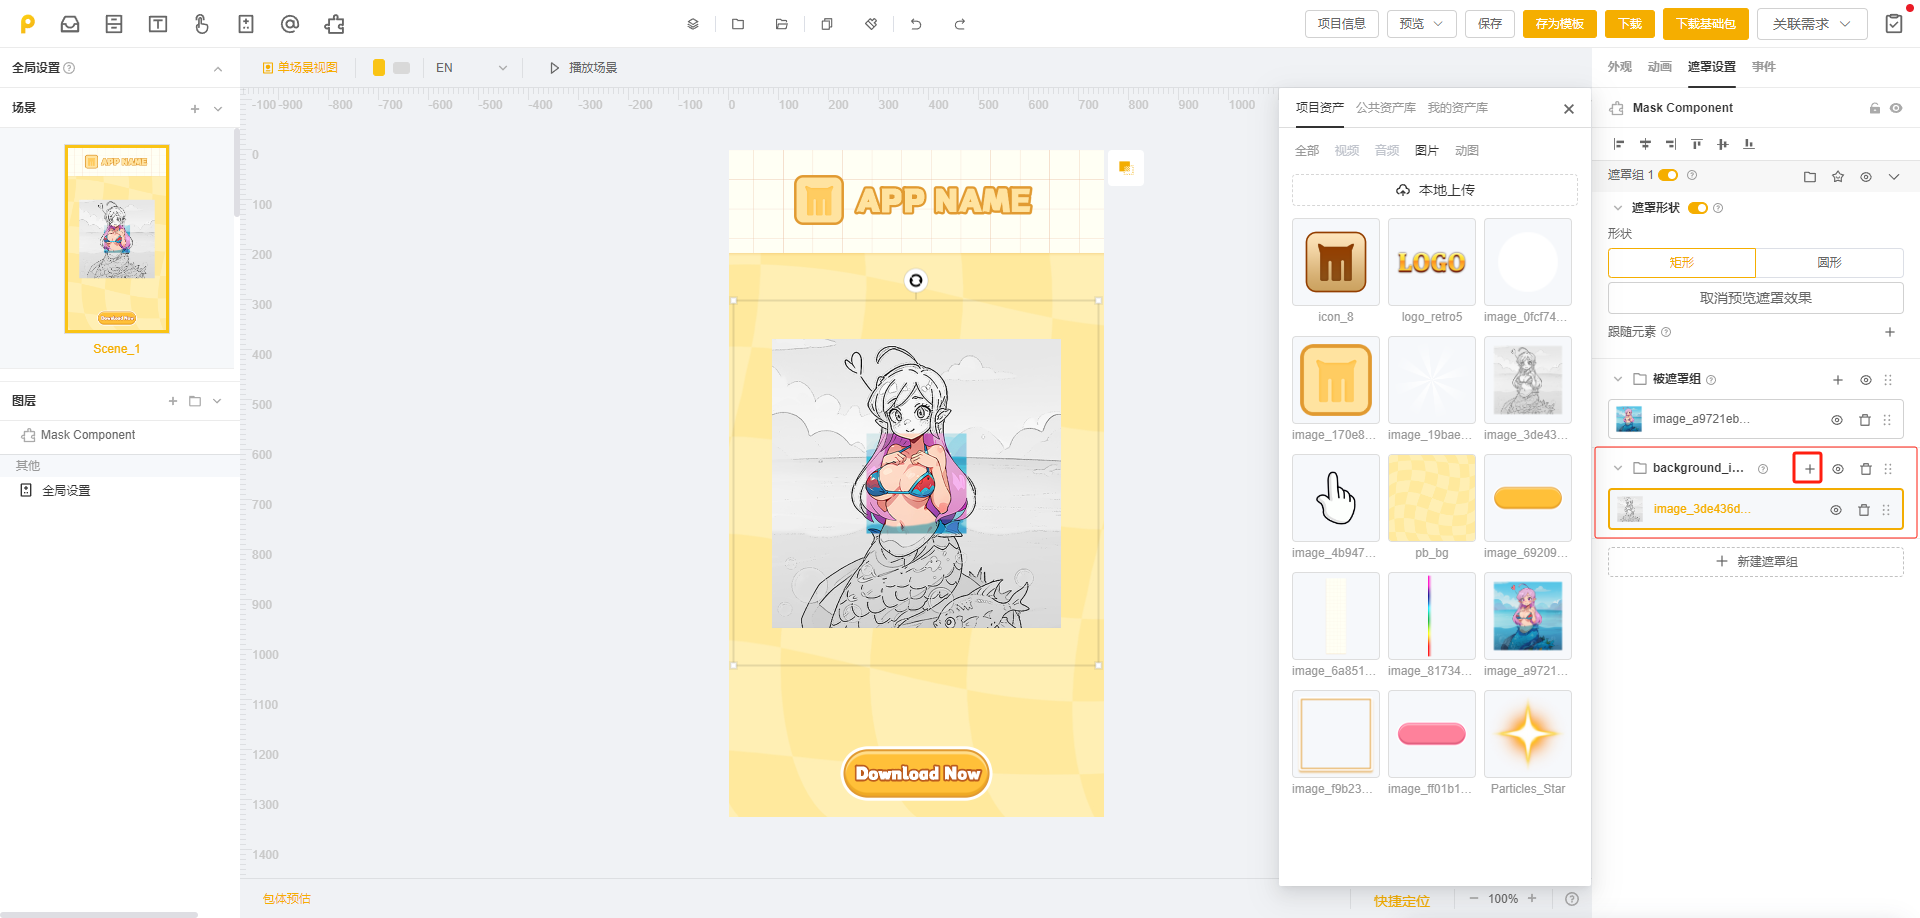 项目信息
预览
保存
存为模板
下载
下载基础包
关联需求
全局设置
单场景视图
EN
播放场景
外观
动画
遮罩设置
事件
场景
-100 -900 -800 -700 -600 -500 -400 -300 -200 -100 0 100 200 300 400 500 600 700 800 900 1000
项目资产
公共资产库
我的资产库
Mask Component
全部
视频
音频
图片
动图
本地上传
遮罩组 1
遮罩形状
形状
矩形
圆形
取消预览遮罩效果
跟随元素
APP NAME
APP NAME
Download Now
Scene_1
图层
Mask Component
其他
全局设置
0
100
200
300
400
500
600
700
800
900
1000
1100
1200
1300
1400
Download Now
LOGO
icon_8
logo_retro5
image_0fcf74...
image_170e8...
image_19bae...
image_3de43...
image_4b947...
pb_bg
image_69209...
image_6a851...
image_81734...
image_a9721...
image_f9b23...
image_ff01b1...
Particles_Star
被遮罩组
image_a9721eb...
background_i...
image_3de436d...
新建遮罩组
包体预估
快捷定位
100%